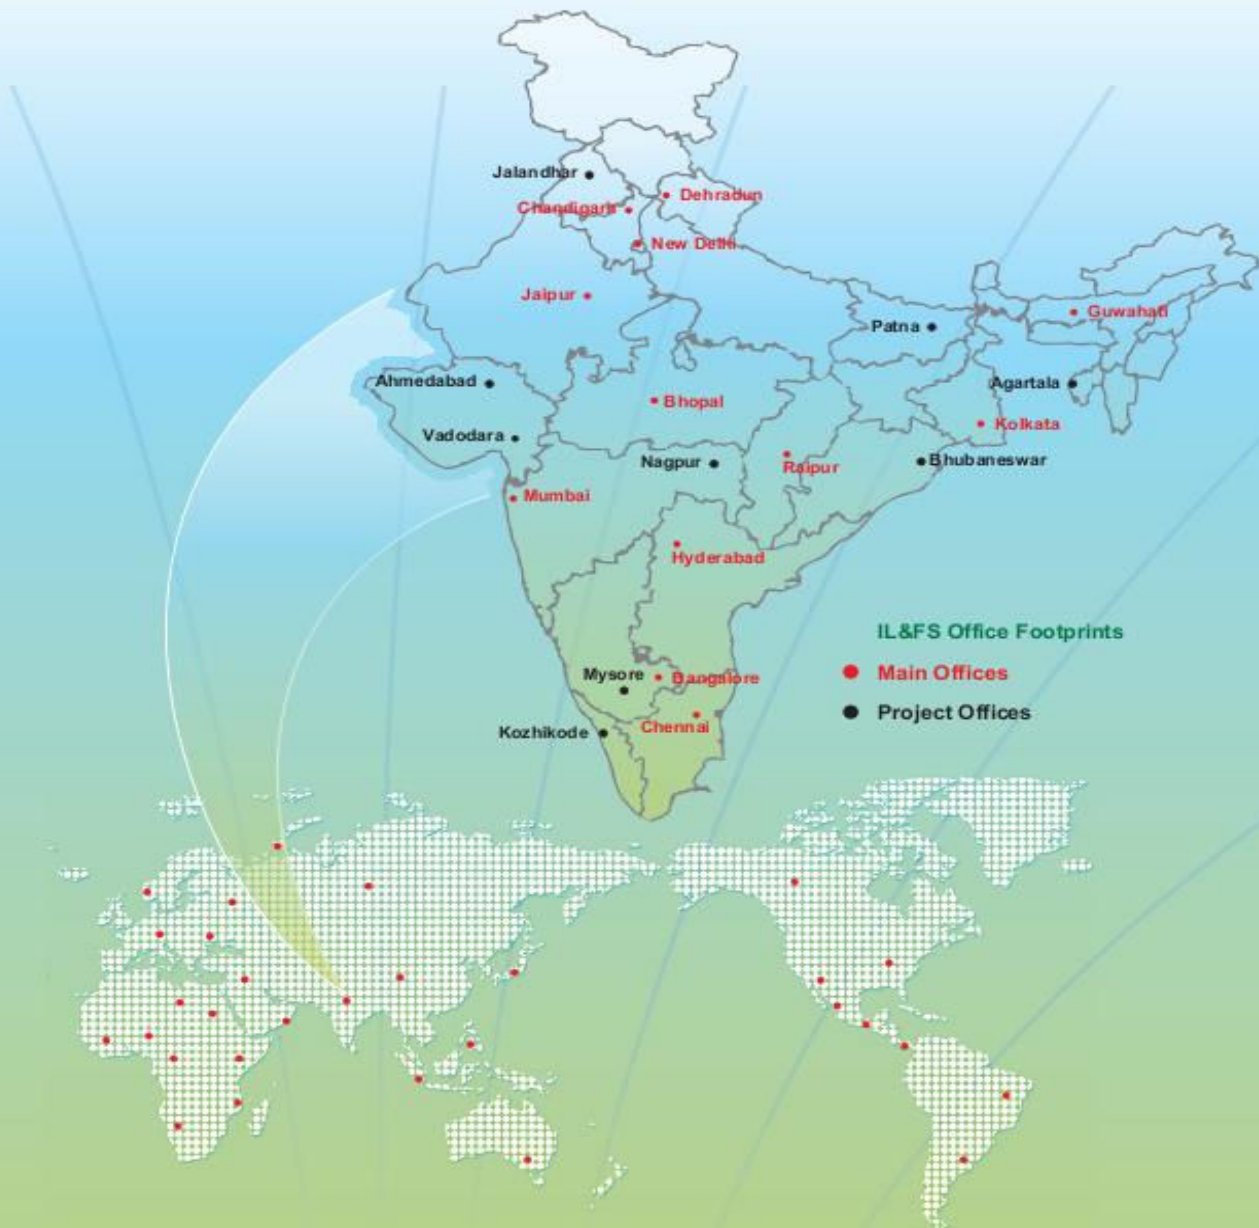 Jalandhar
Dehradun
Chandigarh
New Delhi
Jaipur
Guwahati
Patna
Ahmedabad
Agartala
Bhopal
Kolkata
Vadodara
Nagpur
Raipur
Bhubaneswar
Mumbai
Hyderabad
IL&FS Office Footprints
Main Offices
Mysore
Bangalore
Project Offices
Chennai
Kozhikode